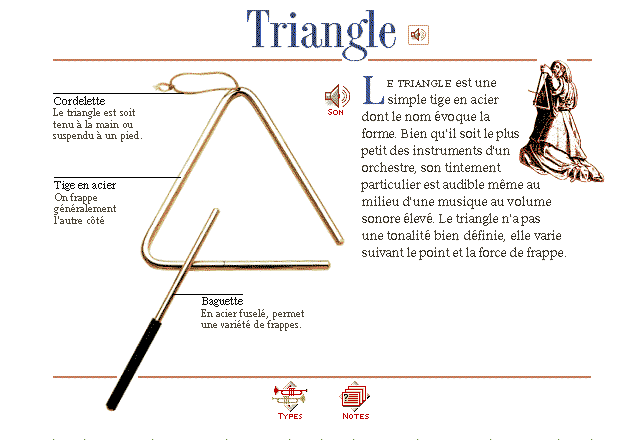 Triangle
Cordelette
Le triangle est soit
tenu à la main ou
suspendu à un pied.
Tige en acier
On frappe
généralement
l'autre côté
Baguette
En acier fuselé, permet
une variété de frappes.
SON
LE TRIANGLE est une
simple tige en acier
dont le nom évoque la
forme. Bien qu'il soit le plus
petit des instruments d'un
orchestre, son tintement
particulier est audible même au
milieu d'une musique au volume
sonore élevé. Le triangle n'a pas
une tonalité bien définie, elle varie
suivant le point et la force de frappe.
TYPES
NOTES